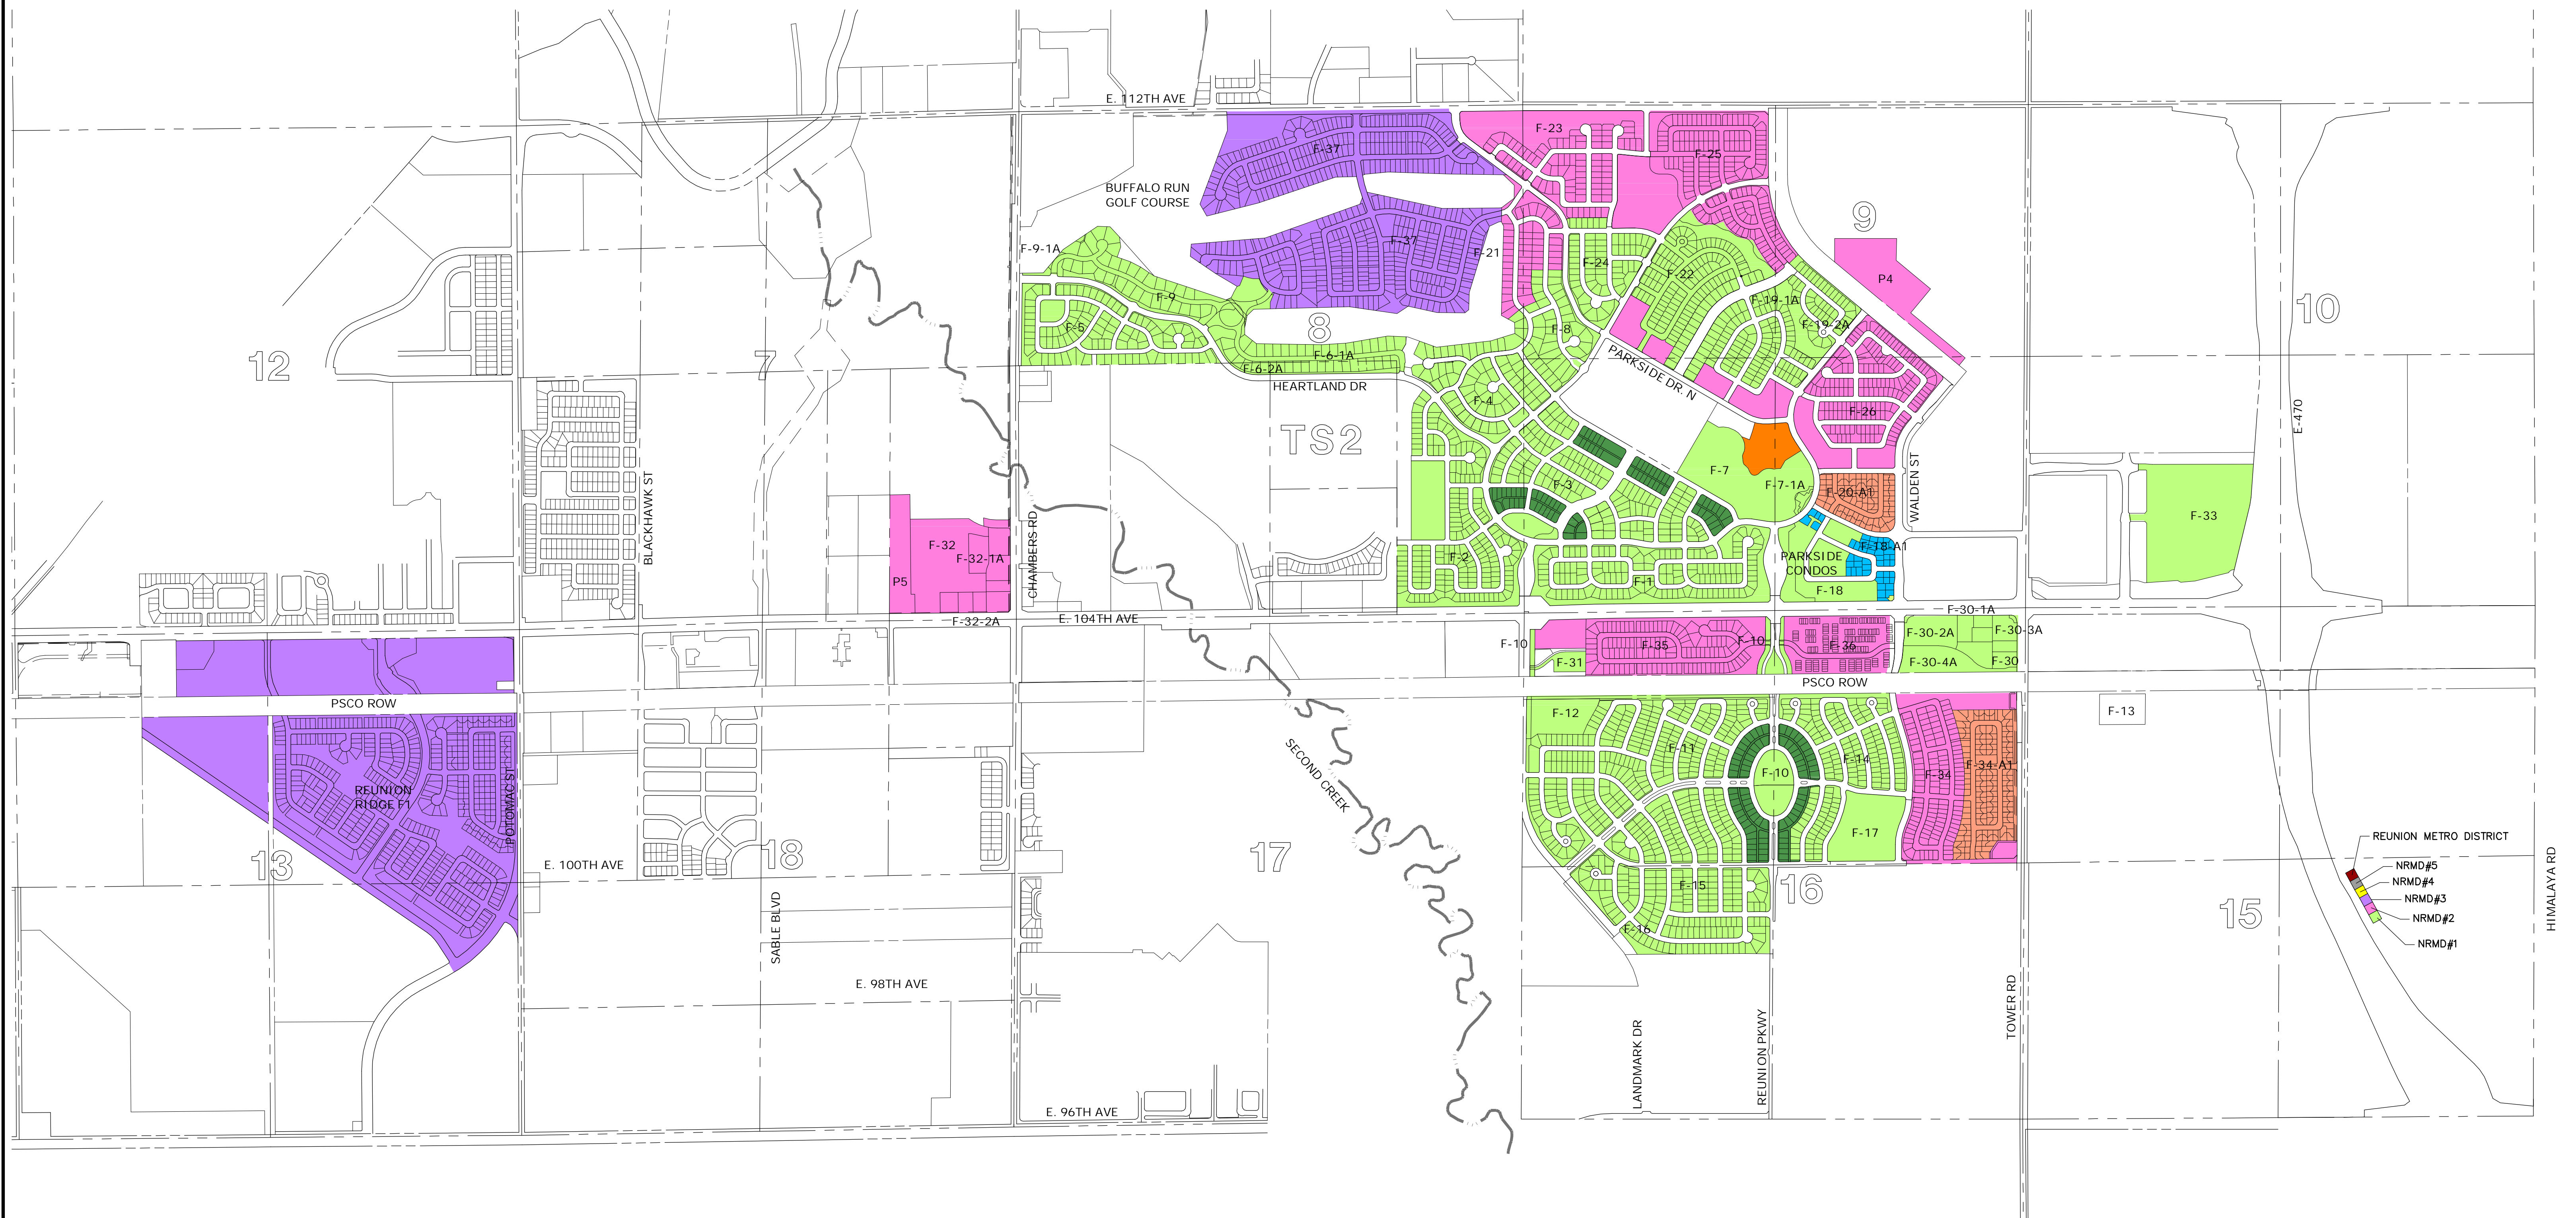 E. 112TH AVE
F-23
F-37
F-25
BUFFALO RUN
GOLF COURSE
9
F-9-1A
F-37
F-21
F-24
F-22
P4
F-9
F-19-1A
10
F-5
8
F-8
F-19-2A
F-6-1A
12
7
F-6-2A
HEARTLAND DR
PARKSIDE DR. N
F-4
F-26
E-470
TS2
F-7
BLACKHAWK ST
F-3
F-7-1A
F-20-A1
WALDEN ST
F-33
CHAMBERS RD
F-32
F-32-1A
F-2
F-18-A1
PARKSIDE
CONDOS
P5
F-1
F-18
F-30-1A
E. 104TH AVE
F-32-2A
F-10
F-35
F-10
F-36
F-30-2A
F-30-3A
F-31
F-30-4A
F-30
PSCO ROW
PSCO ROW
F-12
F-13
SECOND CREEK
F-11
F-14
F-10
F-34
F-34-A1
REUNION
RIDGE F1
POTOMAC ST
F-17
REUNION METRO DISTRICT
13
E. 100TH AVE
18
17
NRMD#5
NRMD#4
F-15
16
NRMD#3
HIMALAYA RD
15
NRMD#2
SABLE BLVD
F-16
NRMD#1
E. 98TH AVE
TOWER RD
LANDMARK DR
REUNION PKWY
E. 96TH AVE